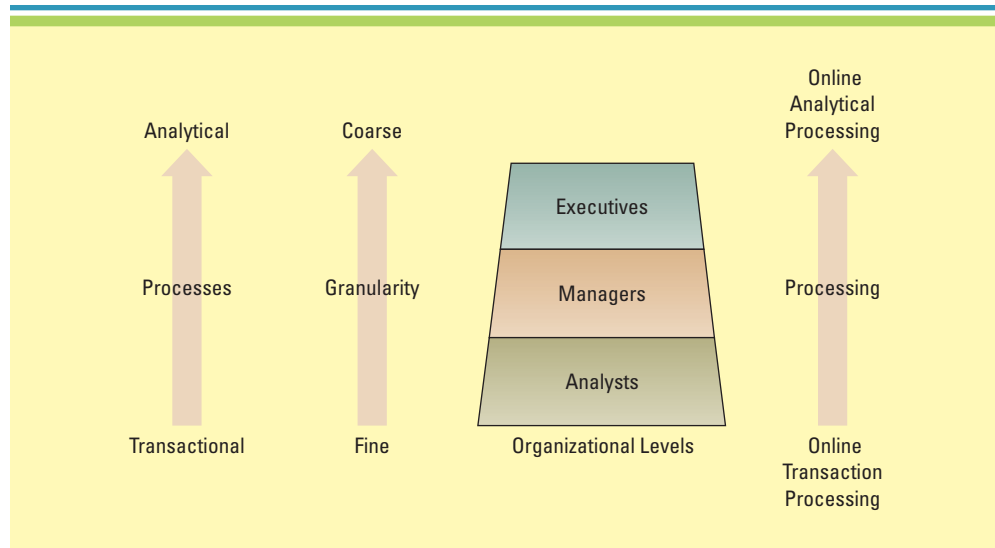 Online
Analytical
Processing
Analytical
Coarse
Executives
Processes
Granularity
Managers
Processing
Analysts
Transactional
Fine
Organizational Levels
Online
Transaction
Processing